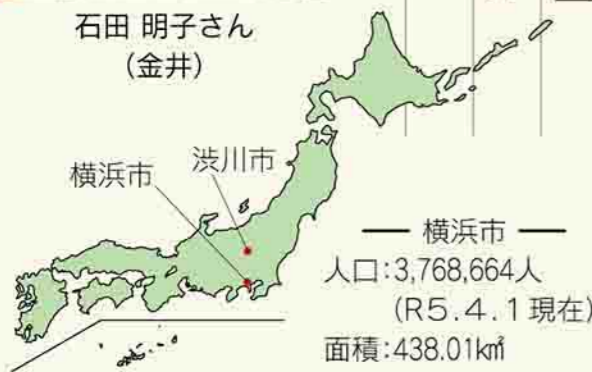 石田 明子さん
(金井)
渋川市
横浜市
横浜市
人口:3,768,664人
(R5.4.1現在)
面積:438.01㎢